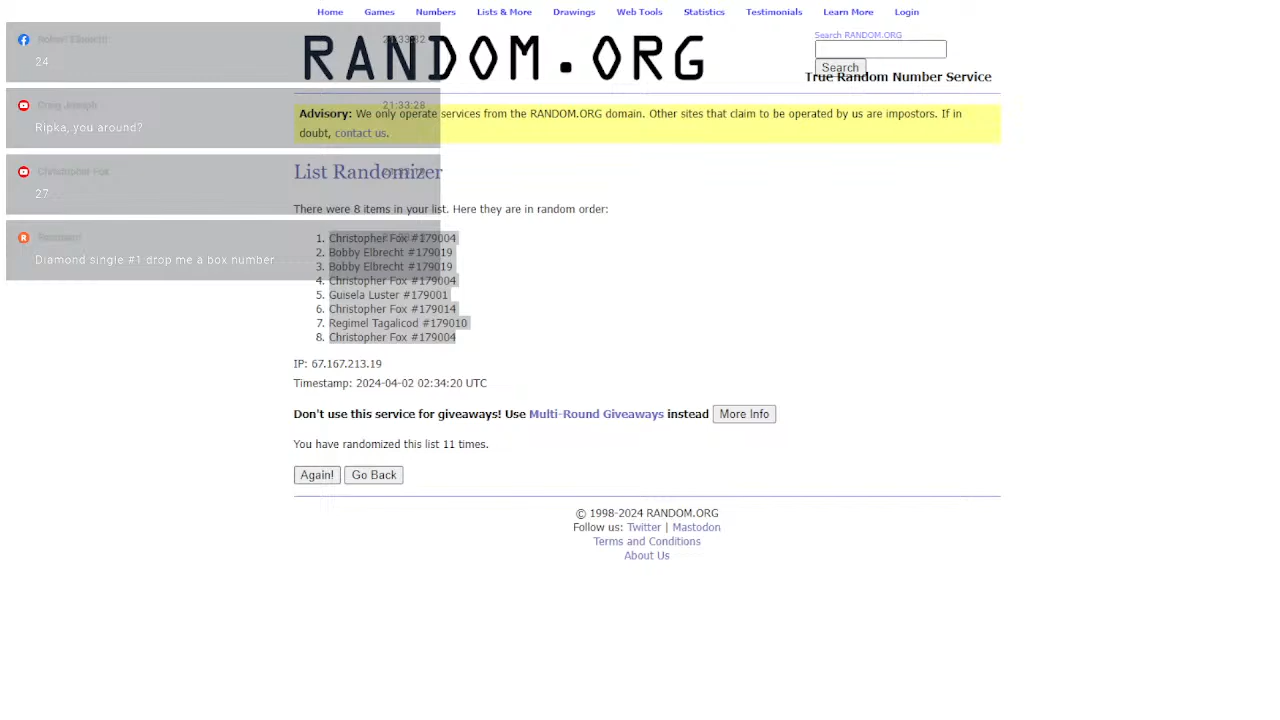 Home Games Numbers Lists & More Drawings Web Tools Statistics Testimonials Learn More Login
24
Craig Joseph 21:33:28
Ripka, you around?
Christopher Fox
27
Diamond single #1 drop me a box number
RANDOM.ORG
Search RANDOM.ORG
Search
True Random Number Service
Advisory: We only operate services from the RANDOM.ORG domain. Other sites that claim to be operated by us are impostors. If in
doubt, contact us.
List Randomizer
There were 8 items in your list. Here they are in random order:
1. Christopher Fox #179004
2. Bobby Elbrecht #179019
3. Bobby Elbrecht #179019
4. Christopher Fox #179004
5. Guisela Luster #179001
6. Christopher Fox #179014
7. Regimel Tagalicod #179010
8. Christopher Fox #179004
IP: 67.167.213.19
Timestamp: 2024-04-02 02:34:20 UTC
Don't use this service for giveaways! Use Multi-Round Giveaways instead More Info
You have randomized this list 11 times.
Again! Go Back
© 1998-2024 RANDOM.ORG
Follow us: Twitter | Mastodon
Terms and Conditions
About Us